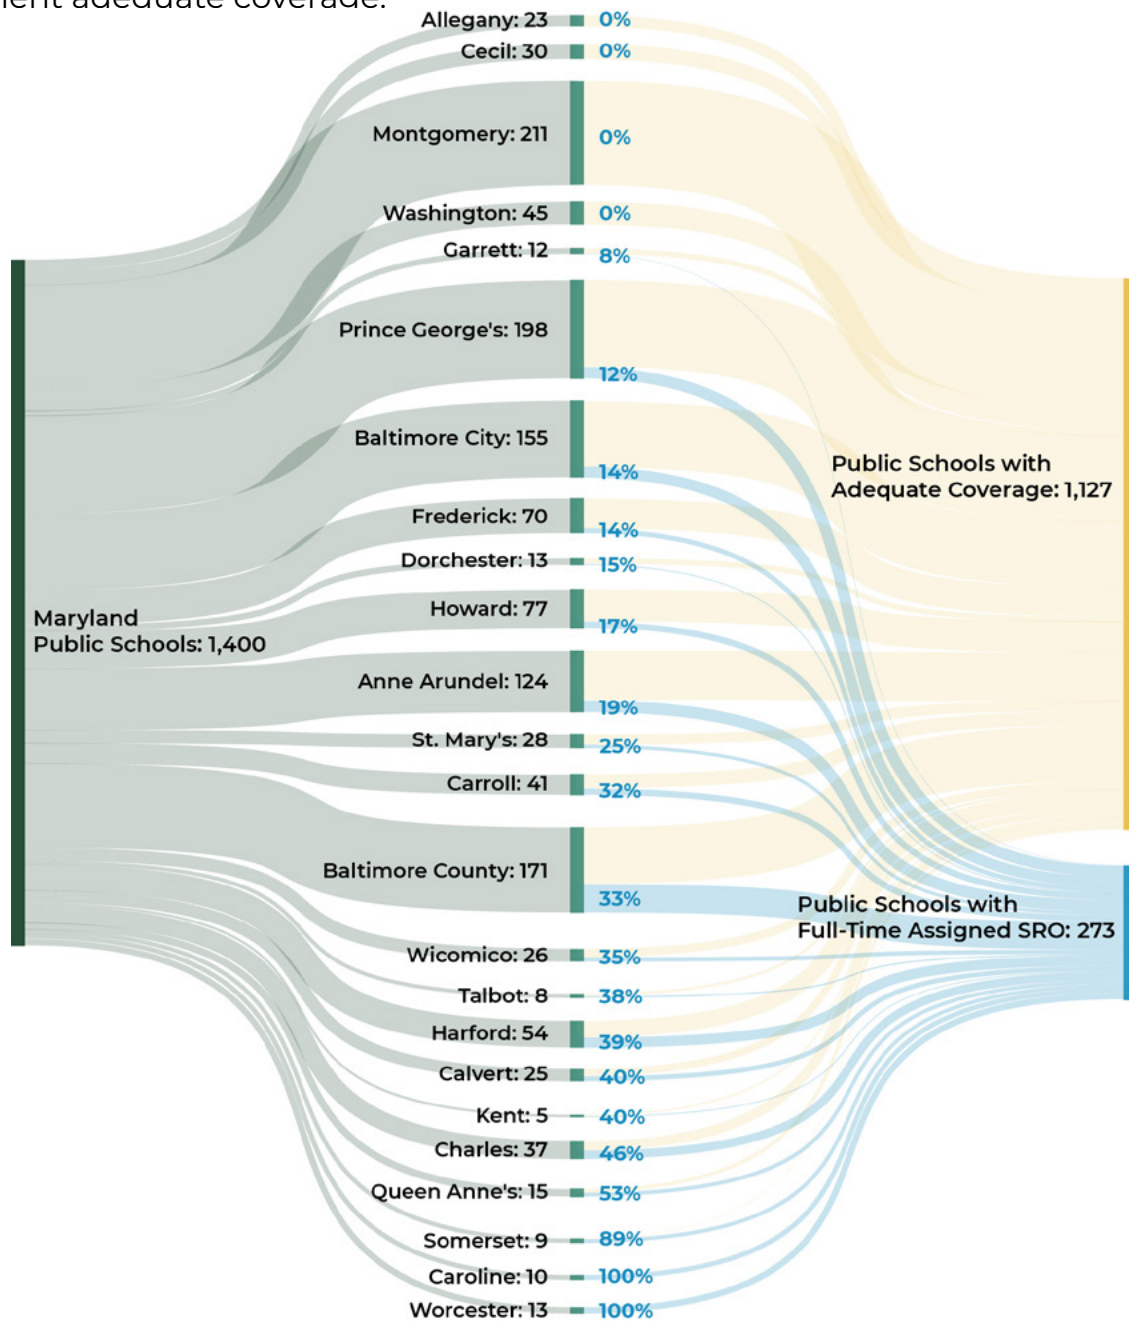 adequate coverage.
Allegany: 23 0%
Cecil: 30 0%
Montgomery: 211 0%
Washington: 45 0%
Garrett: 12 8%
Prince George's: 198 12%
Baltimore City: 155 14%
Frederick: 70 14%
Dorchester: 13 15%
Howard: 77 17%
Anne Arundel: 124 19%
St. Mary's: 28 25%
Carroll: 41 32%
Baltimore County: 171 33%
Wicomico: 26 35%
Talbot: 8 38%
Harford: 54 39%
Calvert: 25 40%
Kent: 5 40%
Charles: 37 46%
Queen Anne's: 15 53%
Somerset: 9 89%
Caroline: 10 100%
Worcester: 13 100%
Maryland
Public Schools: 1,400
Public Schools with
Adequate Coverage: 1,127
Public Schools with
Full-Time Assigned SRO: 273